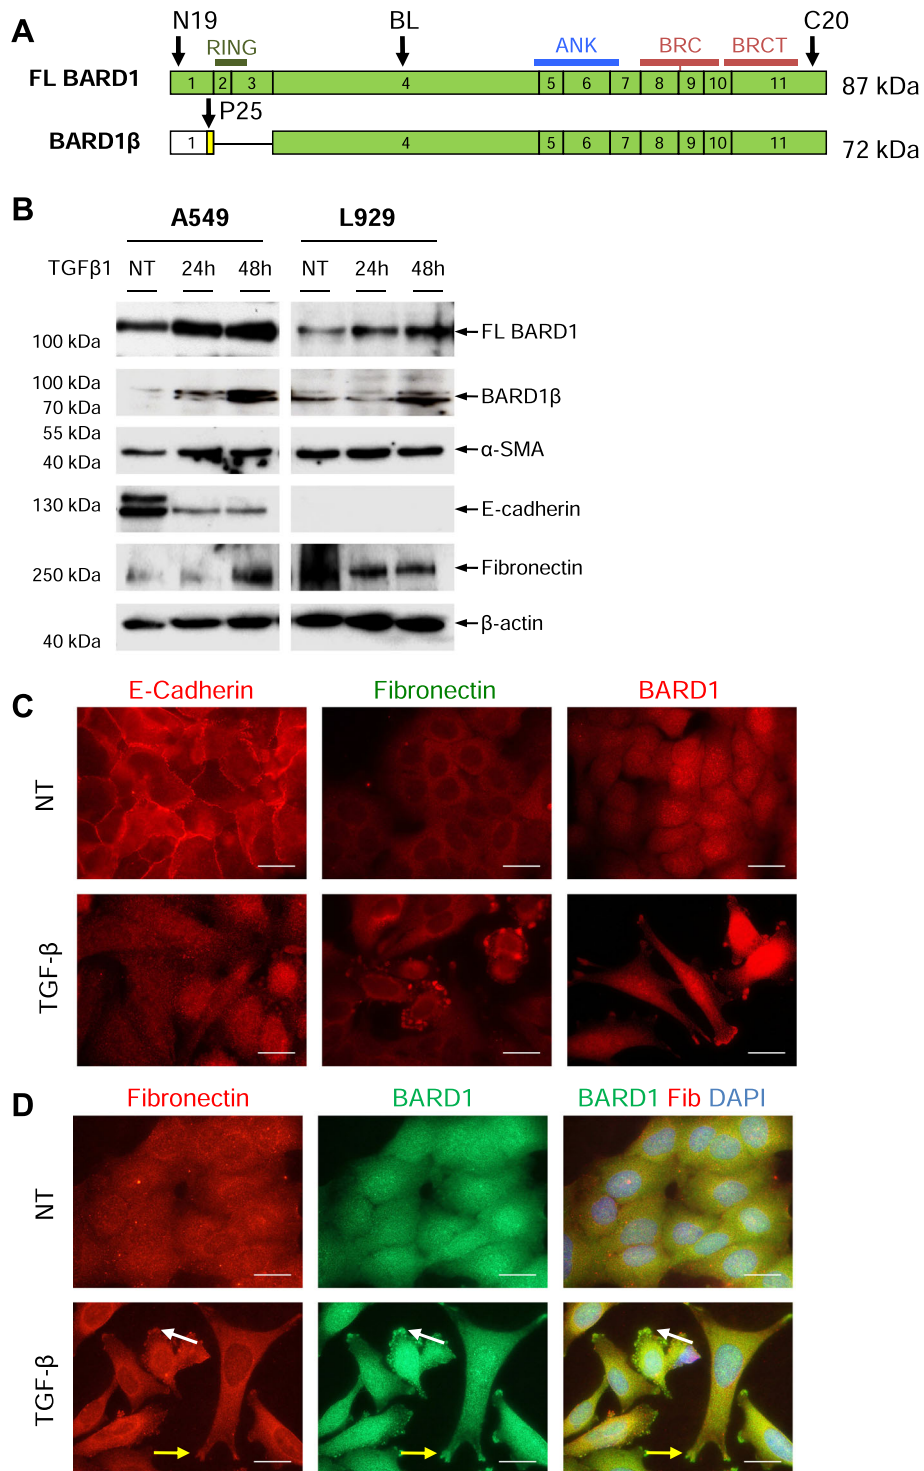 A
N19
BL
C20
RING
ANK
BRC
BRCT
FL BARD1
1 2 3 4 5 6 7 8 9 10 11
87 kDa
P25
BARD1β
1 4 5 6 7 8 9 10 11
72 kDa
B
A549 L929
TGFβ1 NT 24h 48h NT 24h 48h
100 kDa
FL BARD1
100 kDa
70 kDa
BARD1β
55 kDa
40 kDa
α-SMA
130 kDa
E-cadherin
250 kDa
Fibronectin
40 kDa
β-actin
C
E-Cadherin Fibronectin BARD1
NT
TGF-β
D
Fibronectin BARD1 BARD1 Fib DAPI
NT
TGF-β